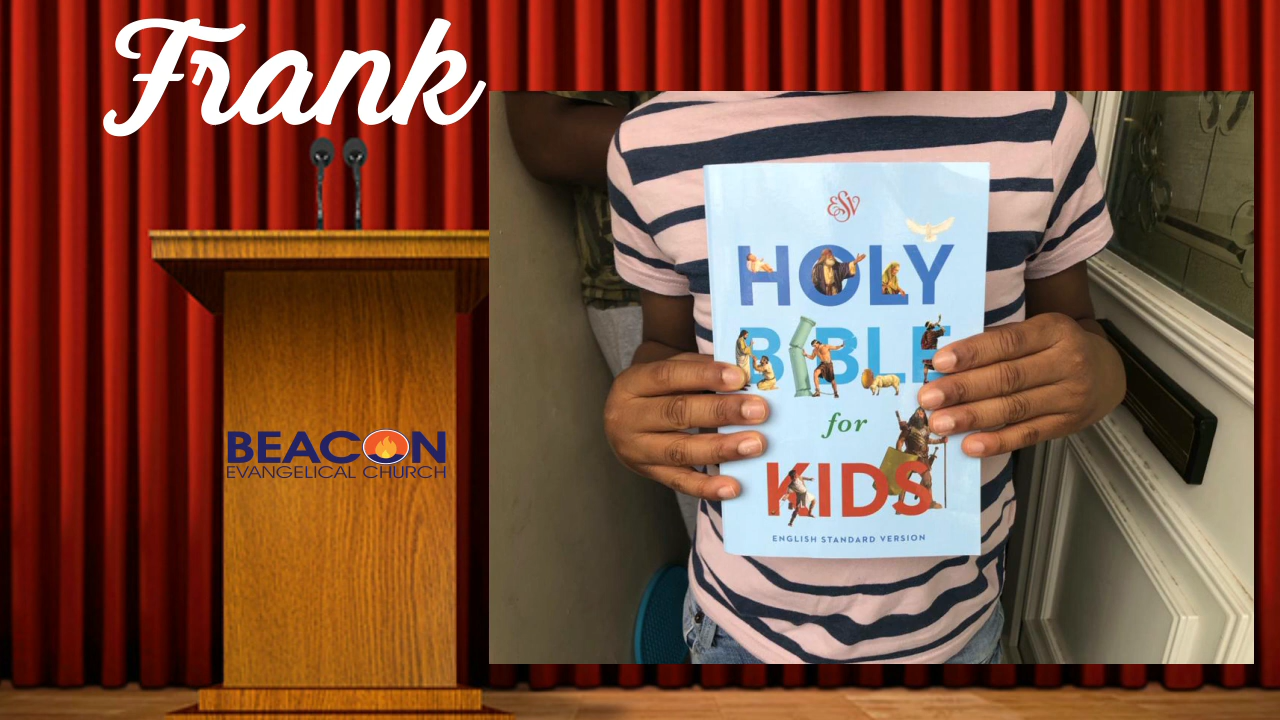 Frank
BEACON
EVANGELICAL CHURCH
ESV
HOLY
BIBLE
for
KIDS
ENGLISH STANDARD VERSION